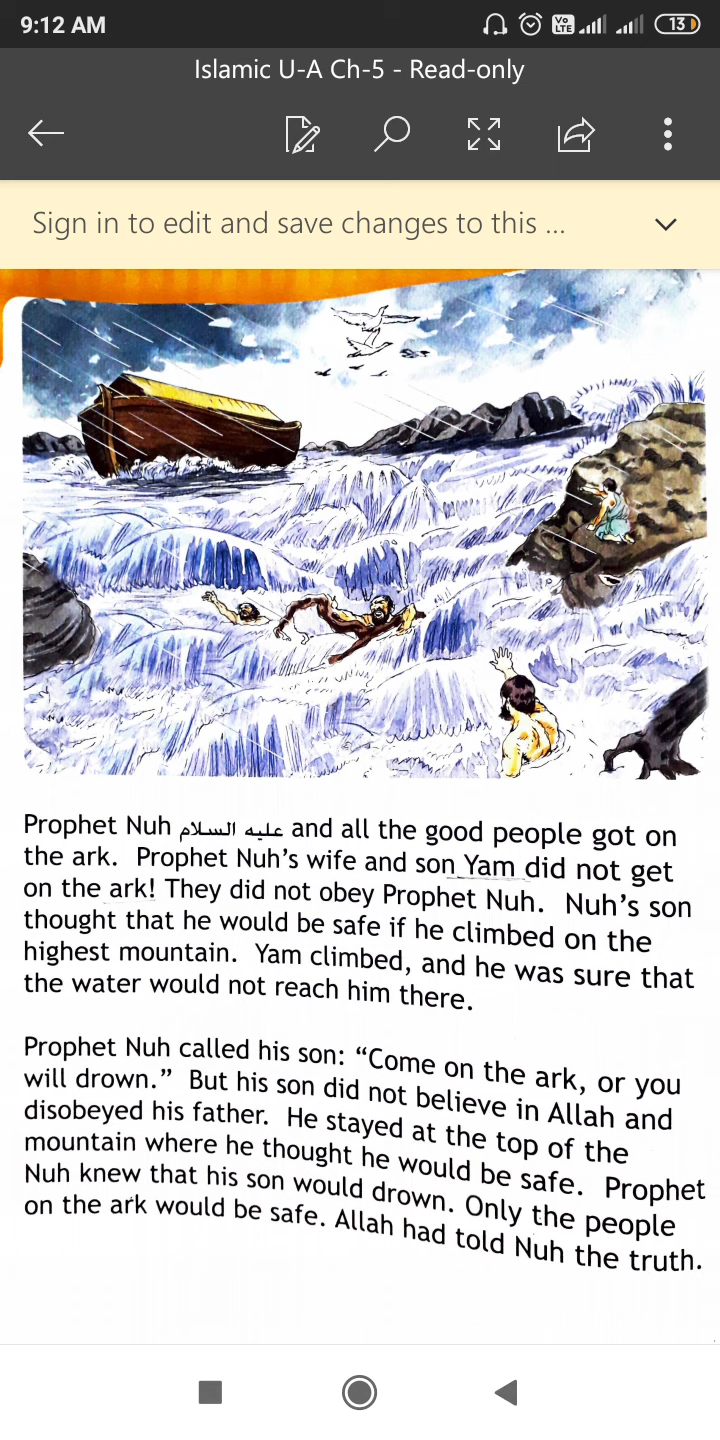 9:12 AM
Vo
LTE
13
Islamic U-A Ch-5 - Read-only
Sign in to edit and save changes to this ...
Prophet Nuh عليه السلام and all the good people got on
the ark. Prophet Nuh's wife and son Yam did not get
on the ark! They did not obey Prophet Nuh. Nuh's son
thought that he would be safe if he climbed on the
highest mountain. Yam climbed, and he was sure that
the water would not reach him there.
Prophet Nuh called his son: “Come on the ark, or you
will drown.” But his son did not believe in Allah and
disobeyed his father. He stayed at the top of the
mountain where he thought he would be safe. Prophet
Nuh knew that his son would drown. Only the people
on the ark would be safe. Allah had told Nuh the truth.